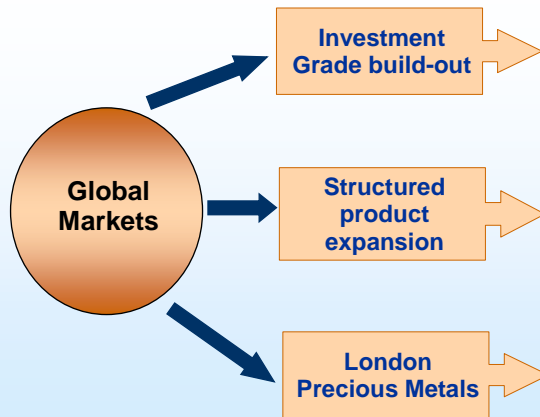 Investment
Grade build-out
Global
Markets
Structured
product
expansion
London
Precious Metals